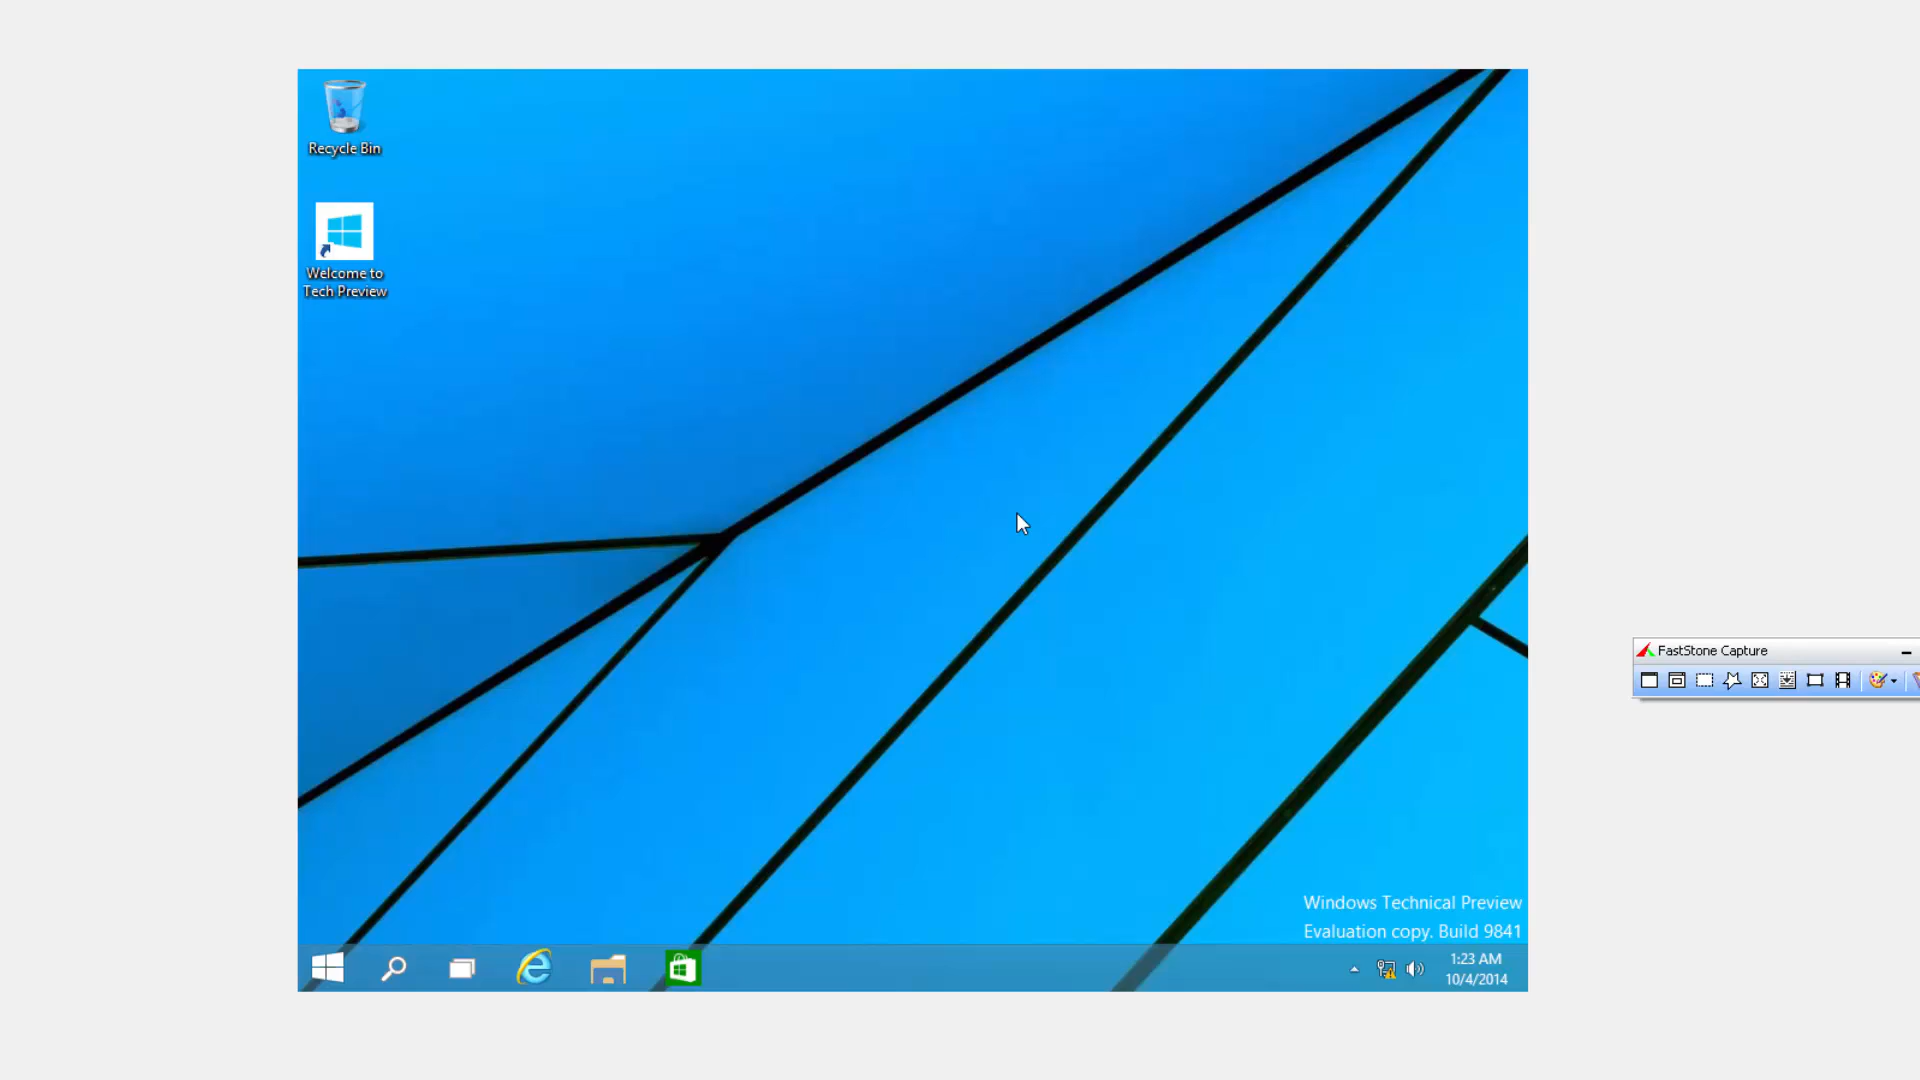 Recycle Bin
Welcome to
Tech Preview
FastStone Capture
Windows Technical Preview
Evaluation copy. Build 9841
1:23 AM
10/4/2014